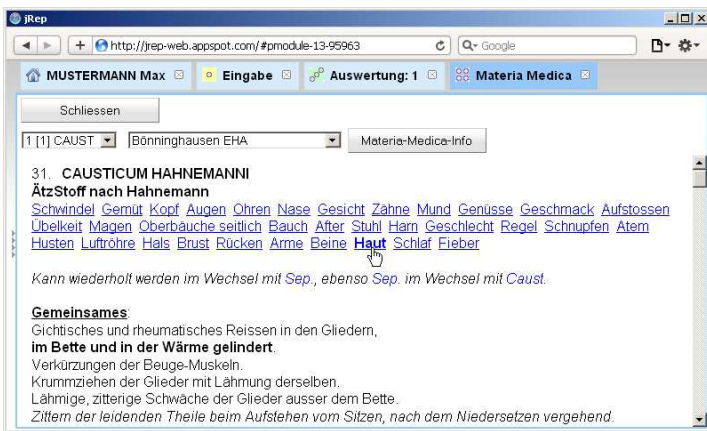 jRep
http://jrep-web.appspot.com/#pmodule-13-95963 Google
MUSTERMANN Max Eingabe Auswertung: 1 Materia Medica
Schliessen
1 [1] CAUST Bönninghausen EHA Materia-Medica-Info
31. CAUSTICUM HAHNEMANNI
ÄtzStoff nach Hahnemann
Schwindel Gemüt Kopf Augen Ohren Nase Gesicht Zähne Mund Genüsse Geschmack Aufstossen
Übelkeit Magen Oberbäuche seitlich Bauch After Stuhl Harn Geschlecht Regel Schnupfen Atem
Husten Luftröhre Hals Brust Rücken Arme Beine Haut Schlaf Fieber
Kann wiederholt werden im Wechsel mit Sep., ebenso Sep. im Wechsel mit Caust.
Gemeinsames:
Gichtisches und rheumatisches Reissen in den Gliedern,
im Bette und in der Wärme gelindert.
Verkürzungen der Beuge-Muskeln.
Krummziehen der Glieder mit Lähmung derselben.
Lähmige, zitterige Schwäche der Glieder ausser dem Bette.
Zittern der leidenden Theile beim Aufstehen vom Sitzen, nach dem Niedersetzen vergehend.